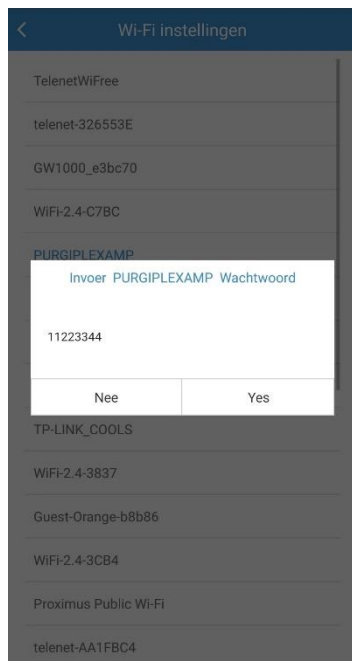 Wi-Fi instellingen
TelenetWiFree
telenet-326553E
GW1000_e3bc70
WiFi-2.4-C7BC
PURGIPLEXAMP
Invoer PURGIPLEXAMP Wachtwoord
11223344
Nee Yes
TP-LINK_COOLS
WiFi-2.4-3837
Guest-Orange-b8b86
WiFi-2.4-3CB4
Proximus Public Wi-Fi
telenet-AA1FBC4